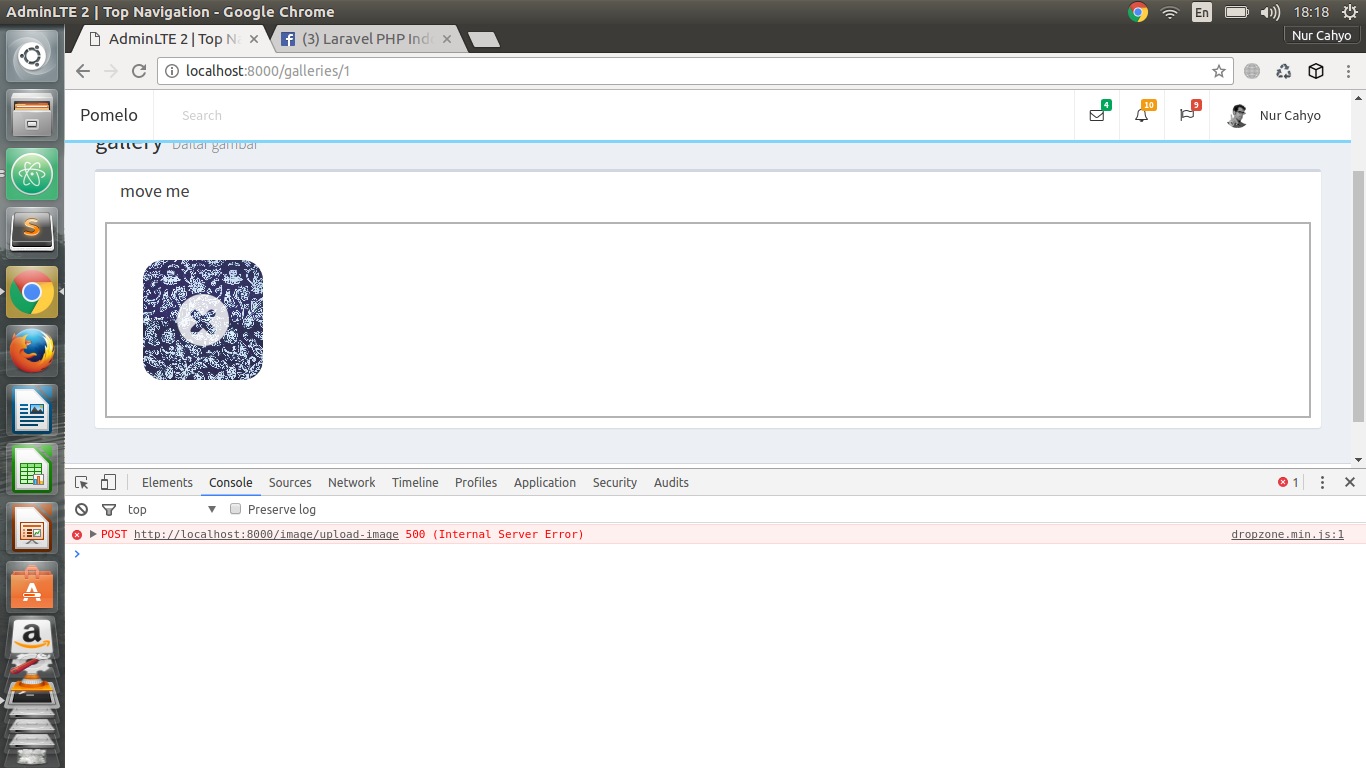 AdminLTE 2 | Top Navigation - Google Chrome
En
18:18
Nur Cahyo
AdminLTE 2 | Top Na
(3) Laravel PHP Ind
localhost:8000/galleries/1
Pomelo
Search
4
10
9
Nur Cahyo
gallery Daftar gambar
move me
Elements
Console
Sources
Network
Timeline
Profiles
Application
Security
Audits
1
top
Preserve log
POST http://localhost:8000/image/upload-image 500 (Internal Server Error)
dropzone.min.js:1